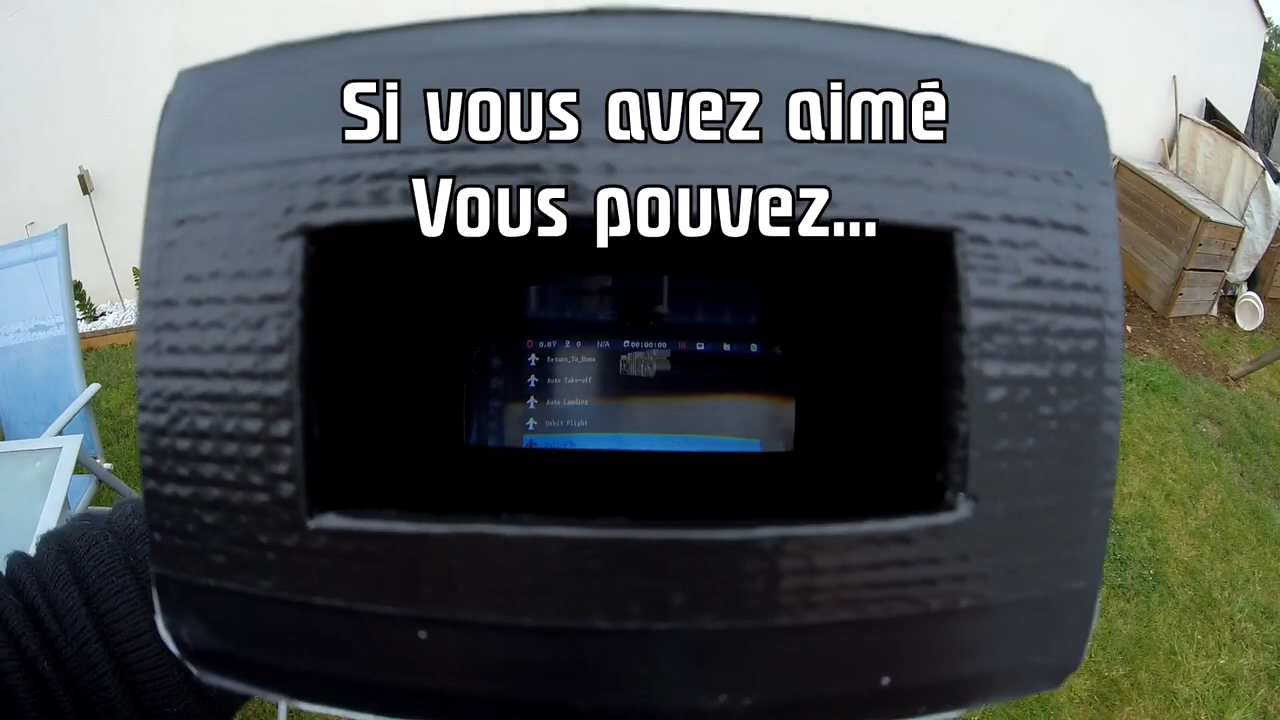 Si vous avez aimé
Vous pouvez...
0.0V 0 N/A 00:00:00
Return_To_Home
Auto Take-off
Auto Landing
Orbit Flight